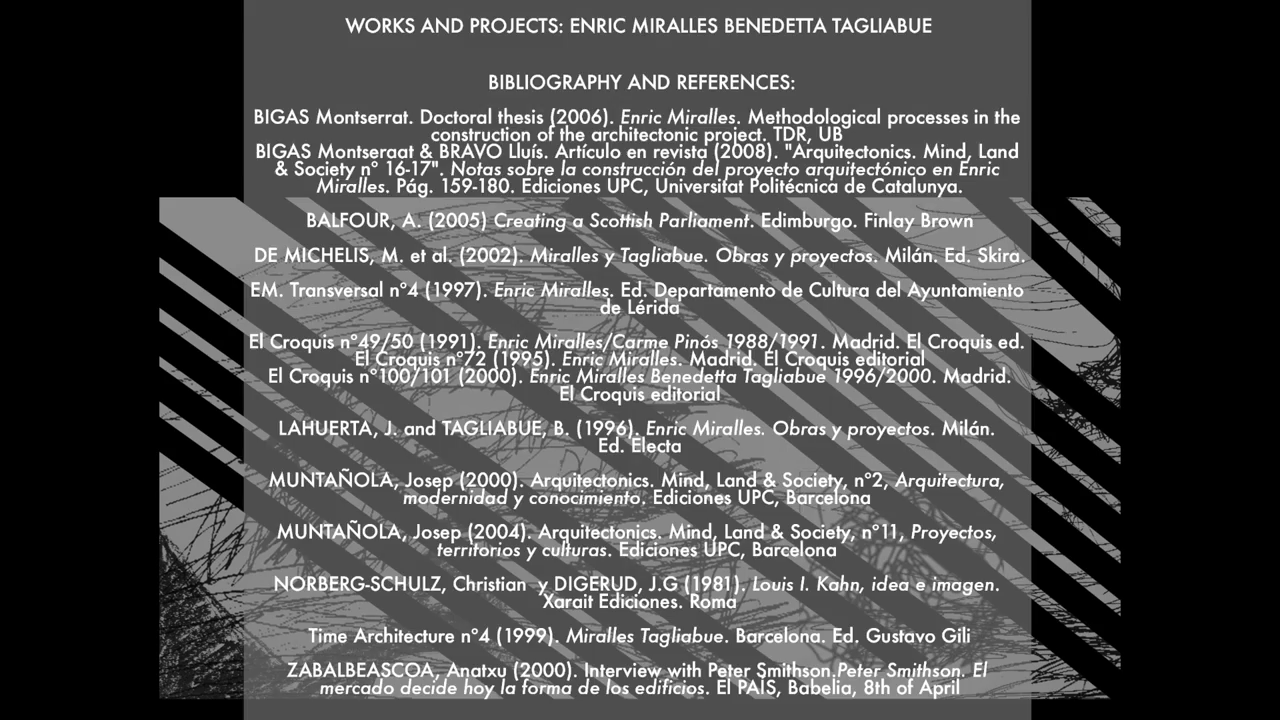 WORKS AND PROJECTS: ENRIC MIRALLES BENEDETTA TAGLIABUE
BIBLIOGRAPHY AND REFERENCES:
BIGAS Montserrat. Doctoral thesis (2006). Enric Miralles. Methodological processes in the
construction of the architectonic project. TDR, UB
BIGAS Montseraat & BRAVO Lluís. Artículo en revista (2008). "Arquitectonics. Mind, Land
& Society nº 16-17". Notas sobre la construcción del proyecto arquitectónico en Enric
Miralles. Pág. 159-180. Ediciones UPC, Universitat Politécnica de Catalunya.
BALFOUR, A. (2005) Creating a Scottish Parliament. Edimburgo. Finlay Brown
DE MICHELIS, M. et al. (2002). Miralles y Tagliabue. Obras y proyectos. Milán. Ed. Skira.
EM. Transversal nº4 (1997). Enric Miralles. Ed. Departamento de Cultura del Ayuntamiento
de Lérida
El Croquis nº49/50 (1991). Enric Miralles/Carme Pinós 1988/1991. Madrid. El Croquis ed.
El Croquis nº72 (1995). Enric Miralles. Madrid. El Croquis editorial
El Croquis nº100/101 (2000). Enric Miralles Benedetta Tagliabue 1996/2000. Madrid.
El Croquis editorial
LAHUERTA, J. and TAGLIABUE, B. (1996). Enric Miralles. Obras y proyectos. Milán.
Ed. Electa
MUNTAÑOLA, Josep (2000). Arquitectonics. Mind, Land & Society, nº2, Arquitectura,
modernidad y conocimiento. Ediciones UPC, Barcelona
MUNTAÑOLA, Josep (2004). Arquitectonics. Mind, Land & Society, nº11, Proyectos,
territorios y culturas. Ediciones UPC, Barcelona
NORBERG-SCHULZ, Christian y DIGERUD, J.G (1981). Louis I. Kahn, idea e imagen.
Xarait Ediciones. Roma
Time Architecture nº4 (1999). Miralles Tagliabue. Barcelona. Ed. Gustavo Gili
ZABALBEASCOA, Anatxu (2000). Interview with Peter Smithson.Peter Smithson. El
mercado decide hoy la forma de los edificios. El PAIS, Babelia, 8th of April